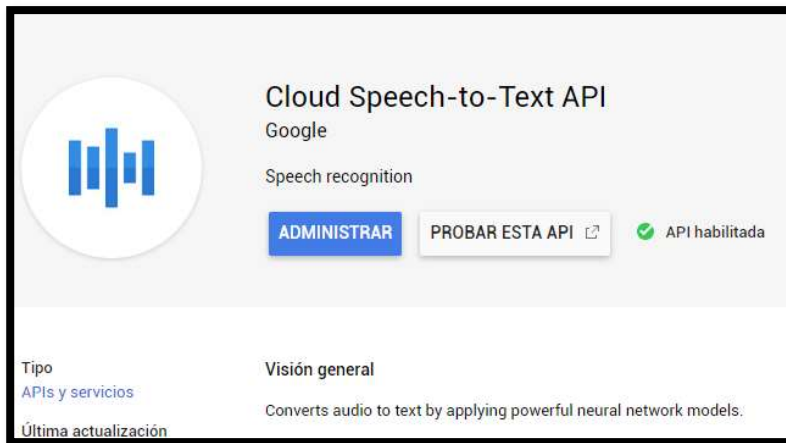 Cloud Speech-to-Text API
Google
Speech recognition
ADMINISTRAR PROBAR ESTA API API habilitada
Tipo
APIs y servicios
Última actualización
Visión general
Converts audio to text by applying powerful neural network models.